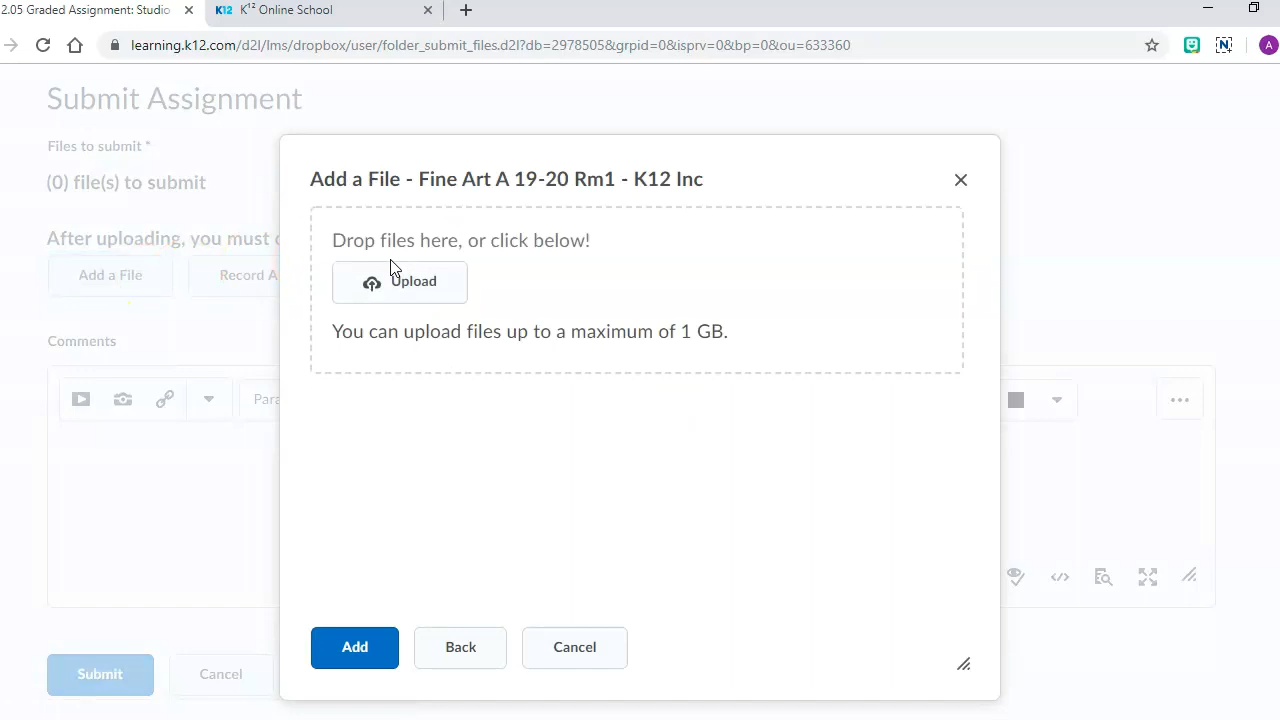 2.05 Graded Assignment: Studio
K12 K¹² Online School
learning.k12.com/d2l/lms/dropbox/user/folder_submit_files.d2l?db=2978505&grpid=0&isprv=0&bp=0&ou=633360
N
A
Submit Assignment
Files to submit *
(0) file(s) to submit
After uploading, you must
Add a File
Record A
Comments
Para
Add a File - Fine Art A 19-20 Rm1 - K12 Inc
Drop files here, or click below!
Upload
You can upload files up to a maximum of 1 GB.
Add Back Cancel
Submit Cancel